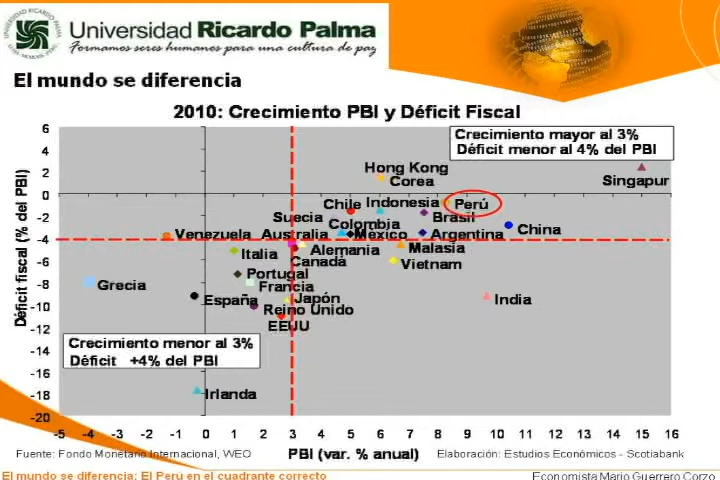 Universidad Ricardo Palma
Formamos seres humanos para una cultura de paz
El mundo se diferencia
2010: Crecimiento PBI y Déficit Fiscal
Crecimiento mayor al 3%
Déficit menor al 4% del PBI
Déficit fiscal (% del PBI)
6
4
2
0
-2
-4
-6
-8
-10
-12
-14
-16
-18
-20
Hong Kong
Corea
Singapur
Chile
Indonesia
Perú
Suecia
Colombia
Brasil
Venezuela
Australia
México
Argentina
China
Italia
Alemania
Malasia
Canadá
Vietnam
Portugal
Grecia
Francia
España
Japón
India
Reino Unido
EEUU
Crecimiento menor al 3%
Déficit +4% del PBI
Irlanda
-5 -4 -3 -2 -1 0 1 2 3 4 5 6 7 8 9 10 11 12 13 14 15 16
Fuente: Fondo Monetario Internacional, WEO
PBI (var. % anual)
Elaboración: Estudios Económicos - Scotiabank
El mundo se diferencia: El Perú en el cuadrante correcto
Economista Mario Guerrero Corzo